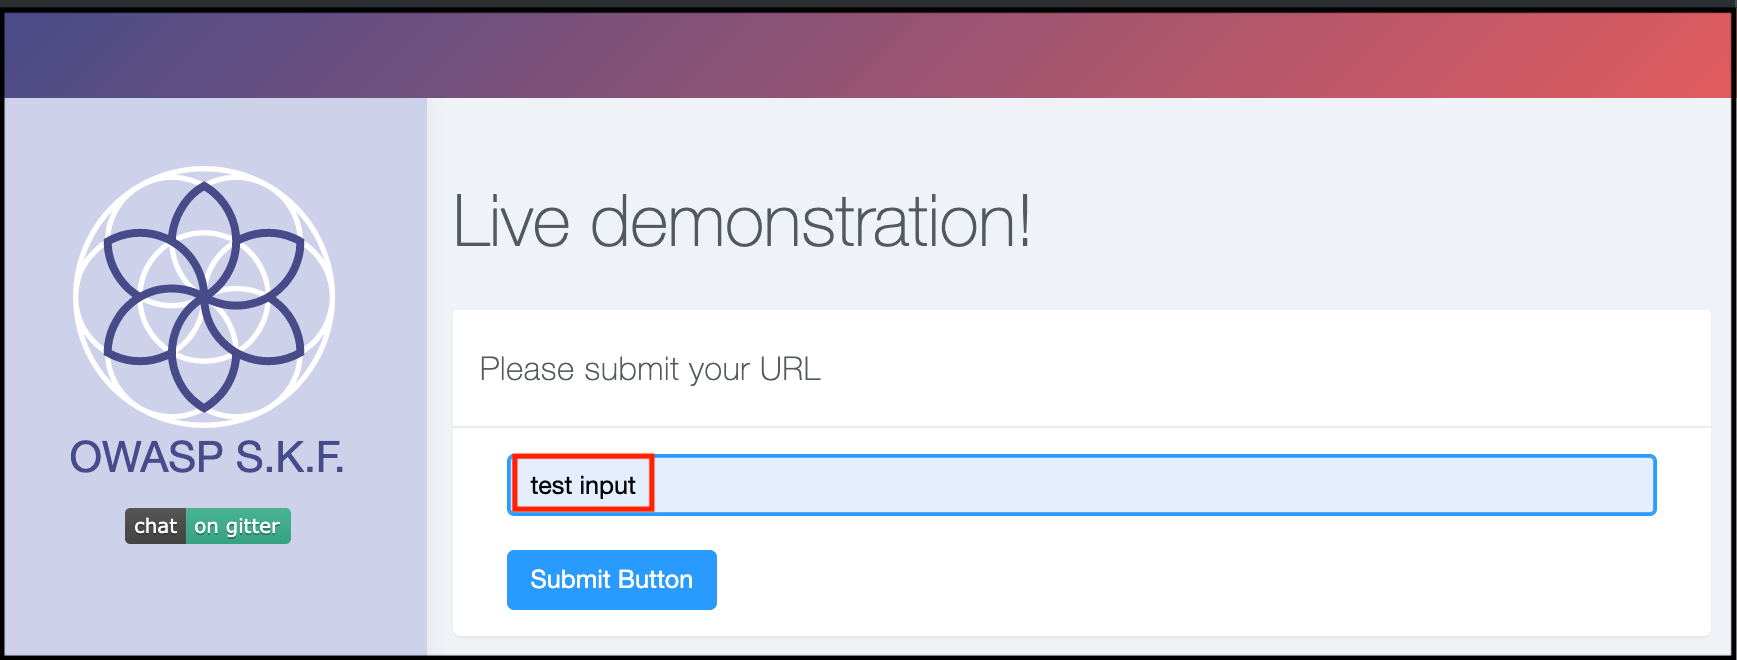 OWASP S.K.F.
chat on gitter
Live demonstration!
Please submit your URL
test input
Submit Button